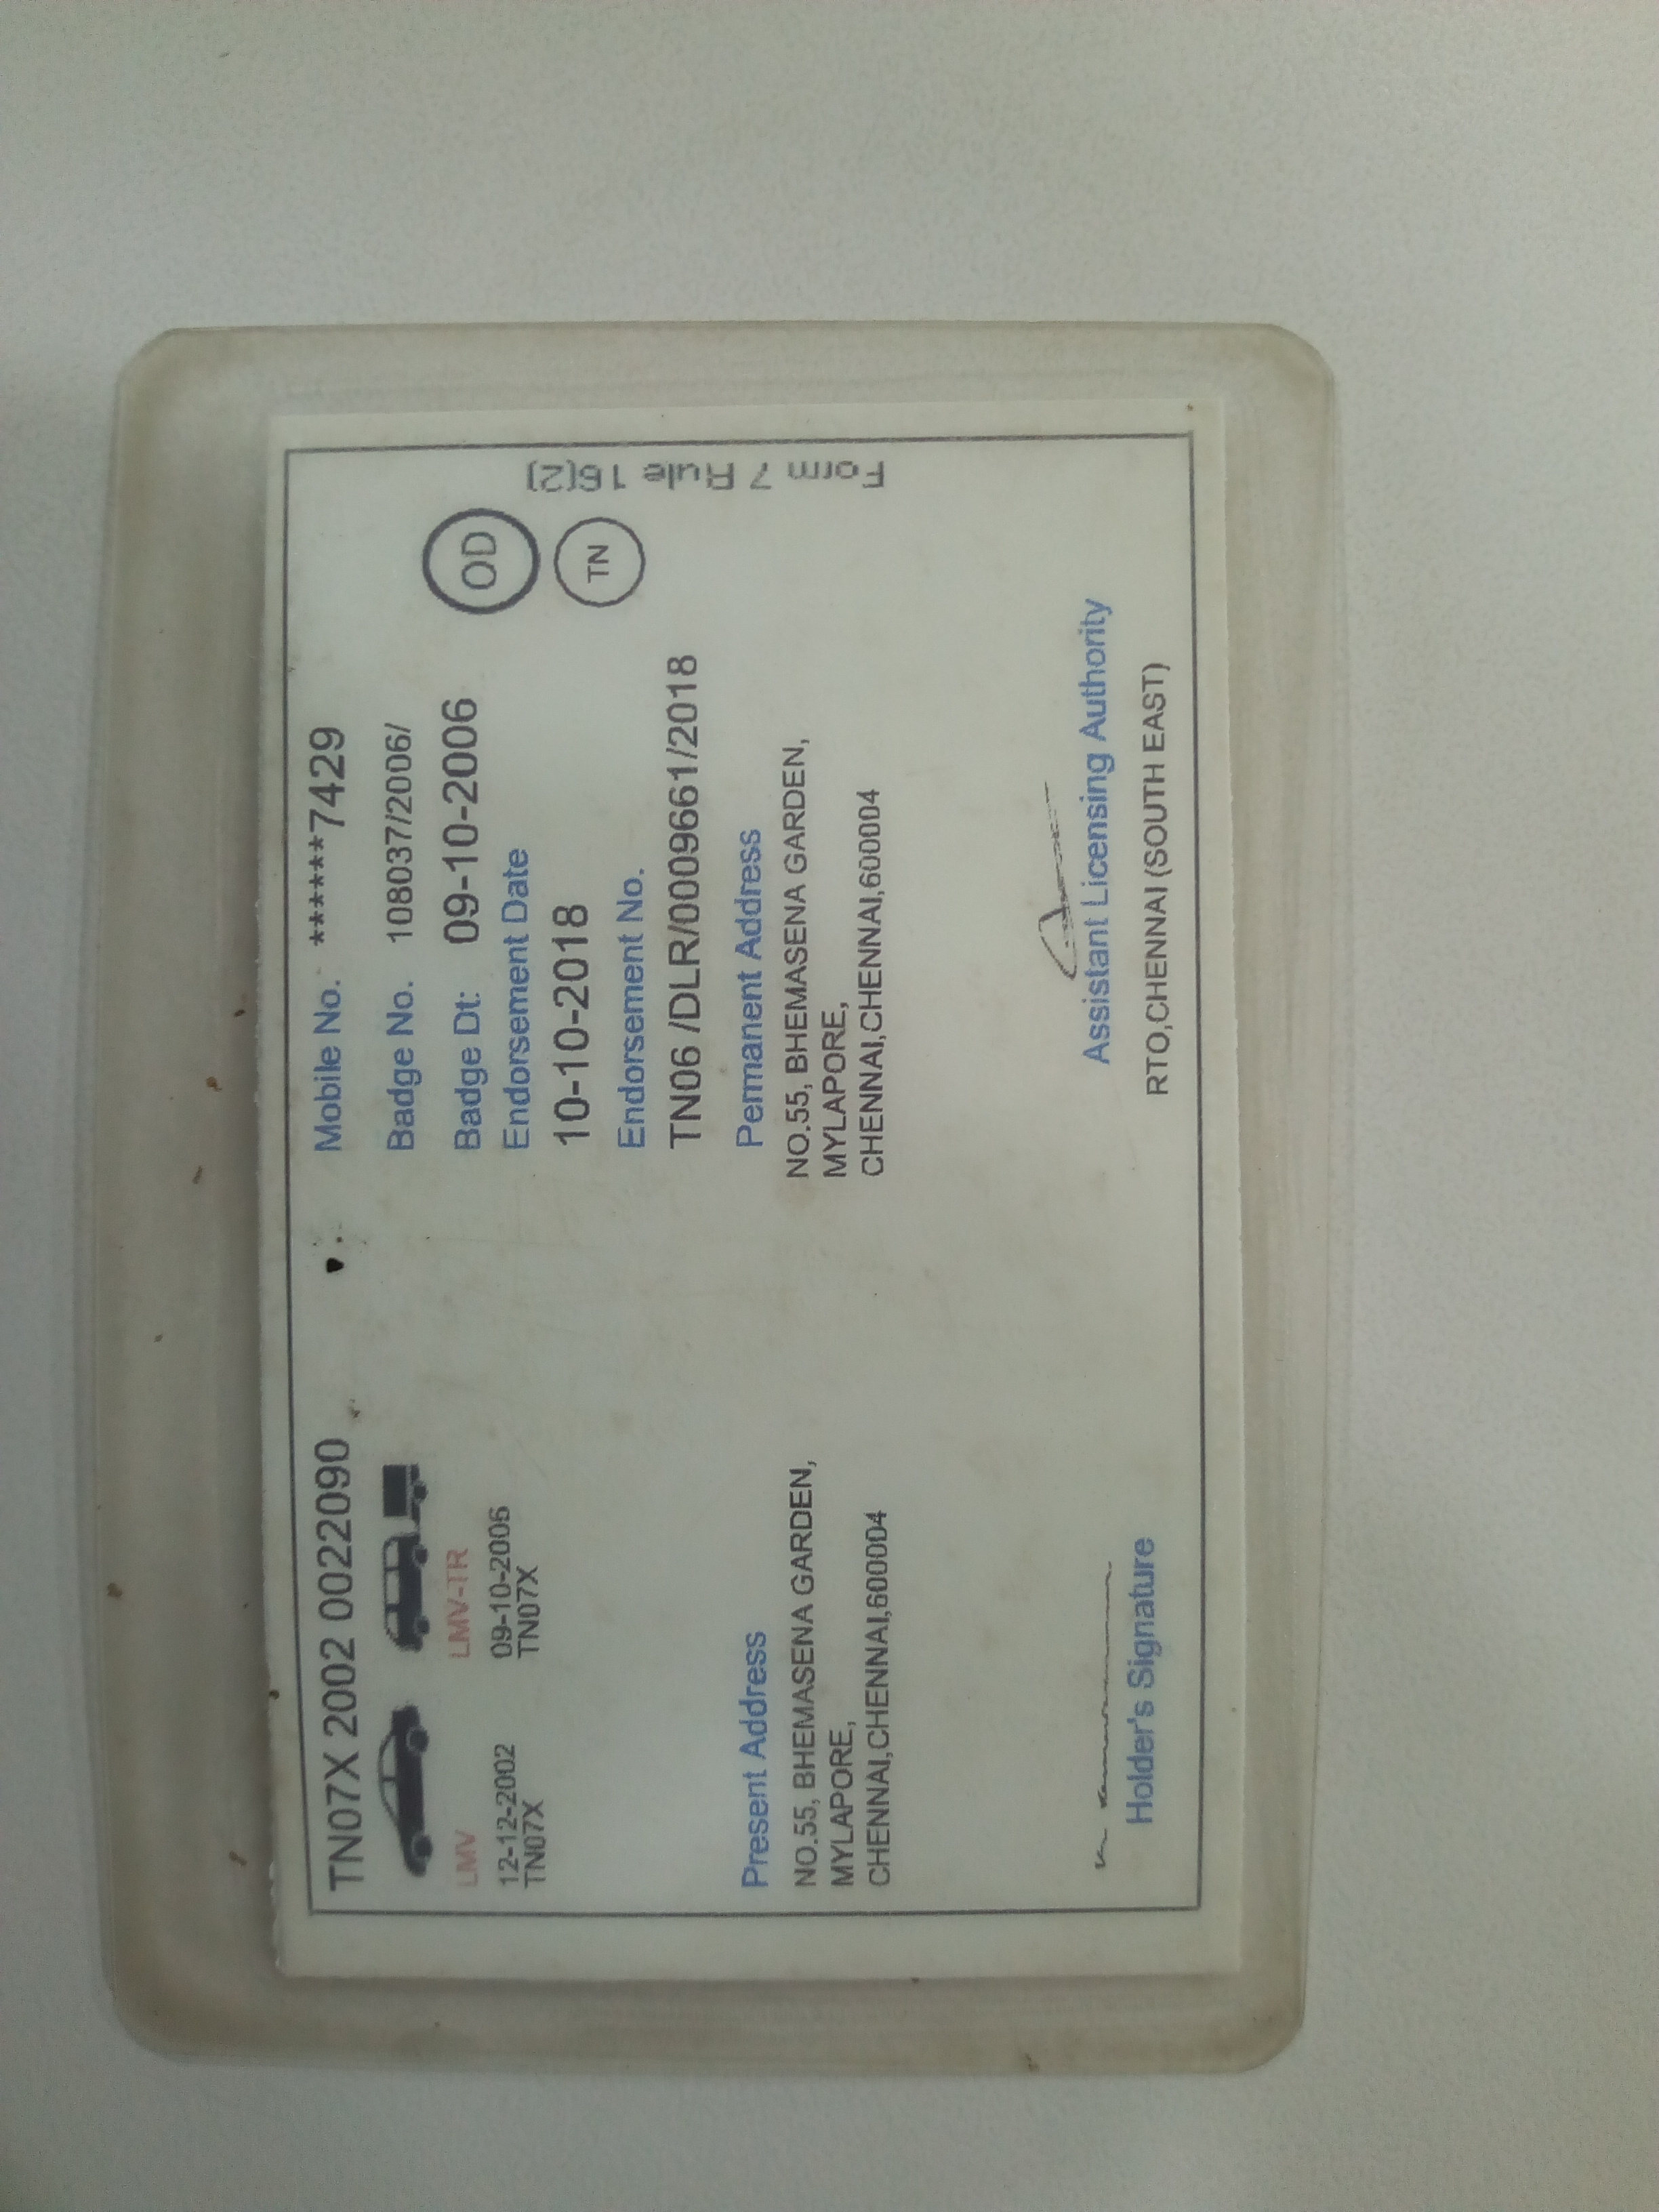 TN07X 2002 0022090
LMV
12-12-2002
TN07X
LMV-TR
09-10-2006
TN07X
Mobile No. ******7429
Badge No. 108037/2006/
Badge Dt: 09-10-2006
Endorsement Date
10-10-2018
Endorsement No.
TN06 /DLR/0009661/2018
OD
TN
Form 7 Rule 16(2)
Present Address
NO.55, BHEMASENA GARDEN,
MYLAPORE,
CHENNAI,CHENNAI,600004
Permanent Address
NO.55, BHEMASENA GARDEN,
MYLAPORE,
CHENNAI,CHENNAI,600004
Holder's Signature
Assistant Licensing Authority
RTO,CHENNAI (SOUTH EAST)